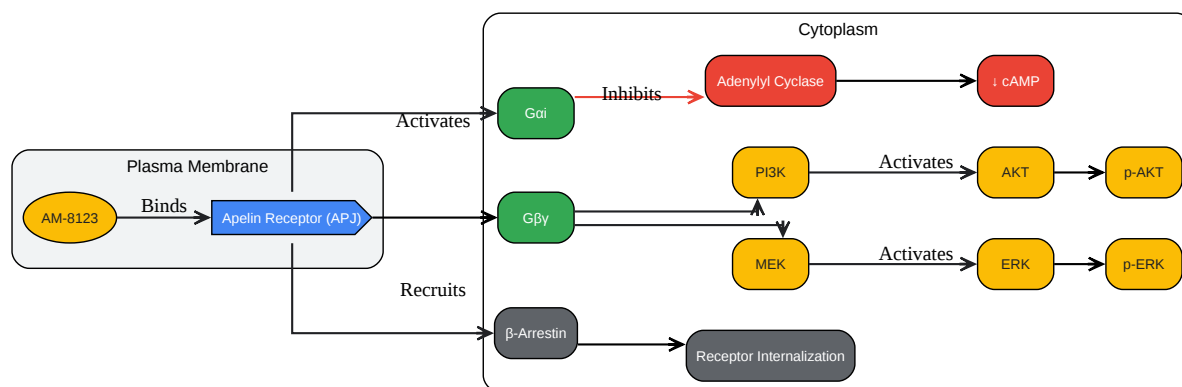 Cytoplasm
Adenylyl Cyclase
↓ cAMP
Inhibits
Gαi
Activates
Plasma Membrane
PI3K
Activates
AKT
p-AKT
AM-8123
Binds
Apelin Receptor (APJ)
Gβγ
MEK
Activates
ERK
p-ERK
Recruits
β-Arrestin
Receptor Internalization